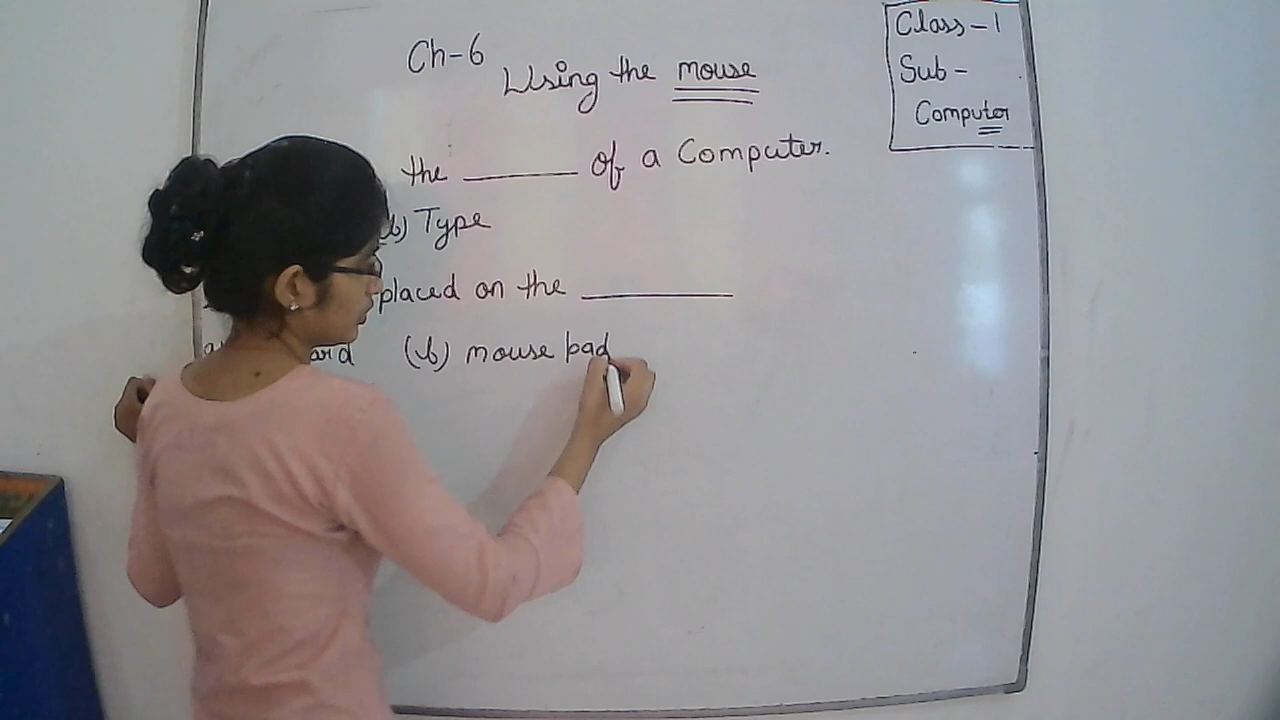 Ch-6
Using the mouse
Class-1
Sub-
Computer
the ______ of a Computer.
(b) Type
placed on the ______
(b) mouse pad